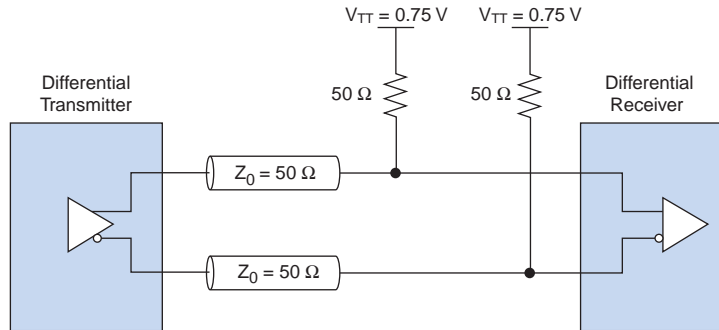 V_TT = 0.75 V
V_TT = 0.75 V
Differential
Transmitter
50 Ω
50 Ω
Differential
Receiver
Z_0 = 50 Ω
Z_0 = 50 Ω